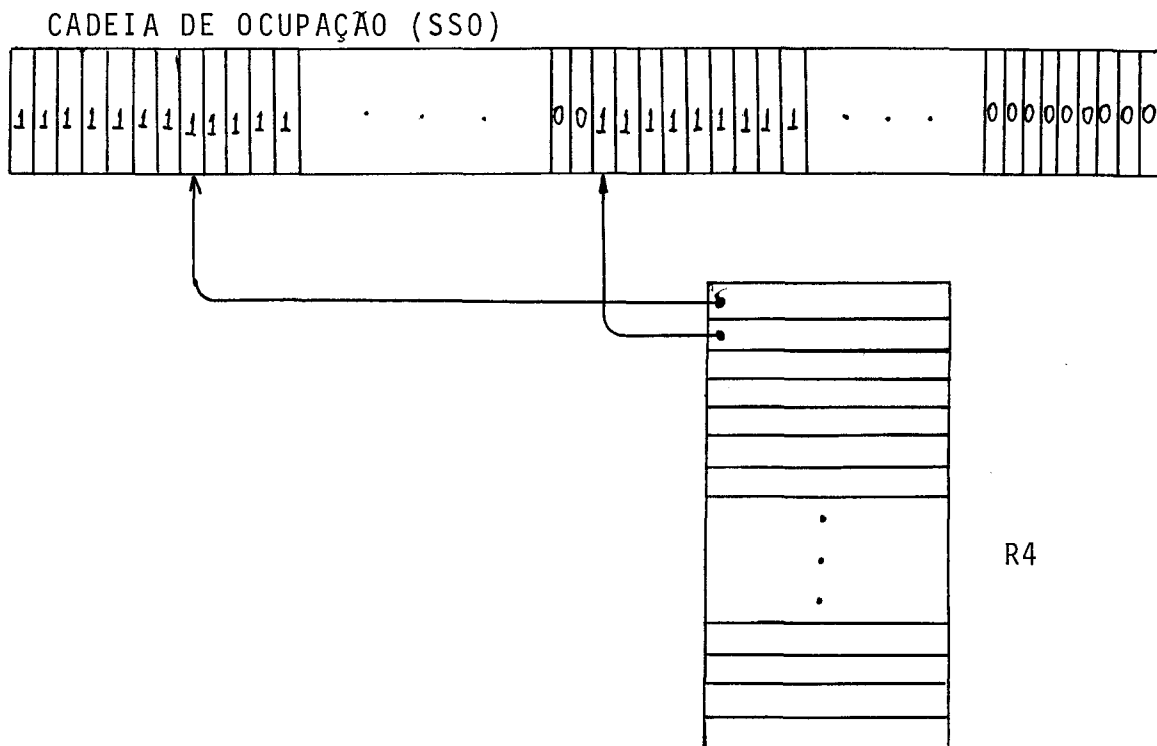 CADEIA DE OCUPAÇÃO (SSO)
1 1 1 1 1 1 1 1 1 1 1 1 . . . 0 0 1 1 1 1 1 1 1 1 1 . . . 0 0 0 0 0 0 0 0 0
R4